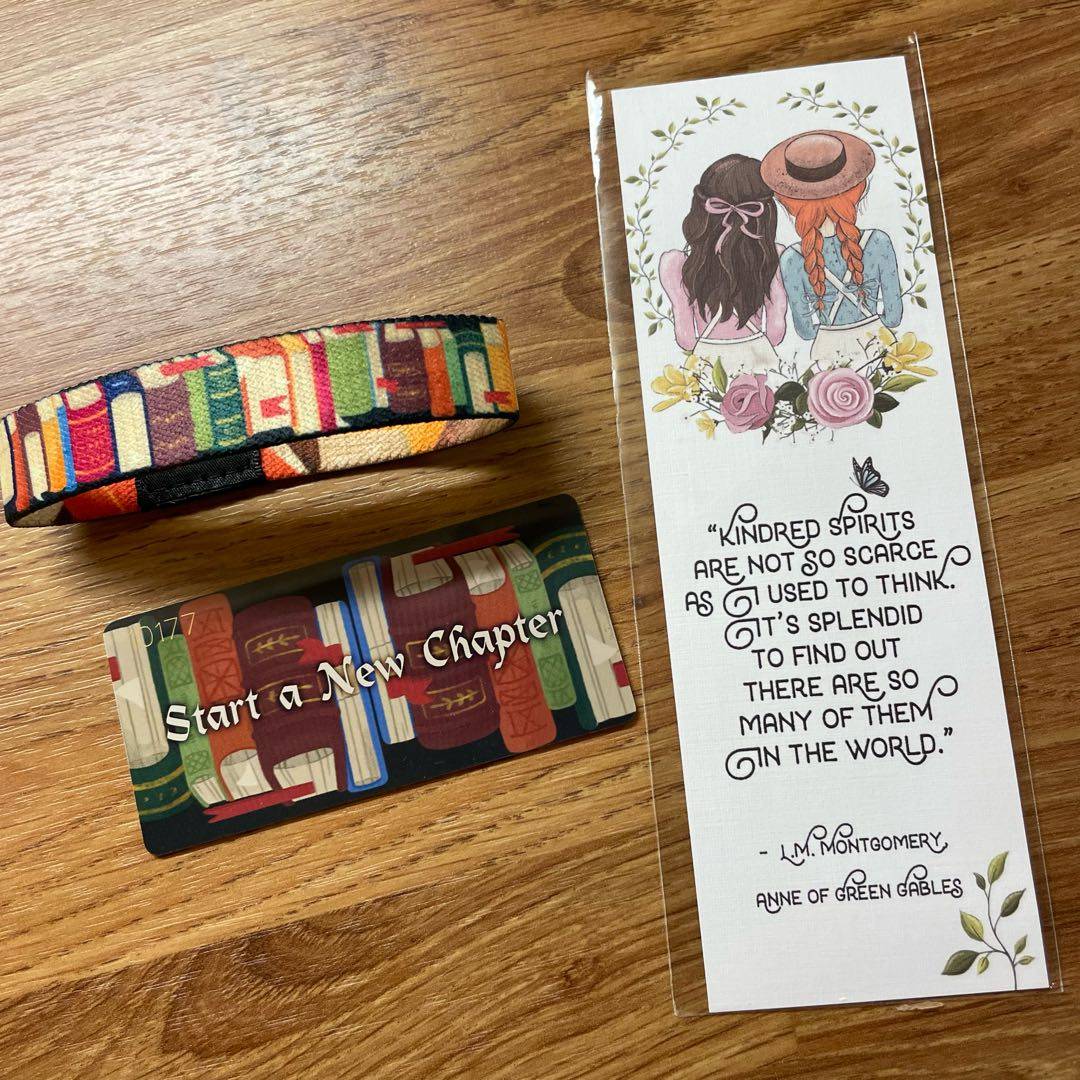 0177
Start a New Chapter
"KINDRED SPIRITS
ARE NOT SO SCARCE
AS I USED TO THINK.
IT'S SPLENDID
TO FIND OUT
THERE ARE SO
MANY OF THEM
IN THE WORLD."
- L.M. MONTGOMERY,
ANNE OF GREEN GABLES